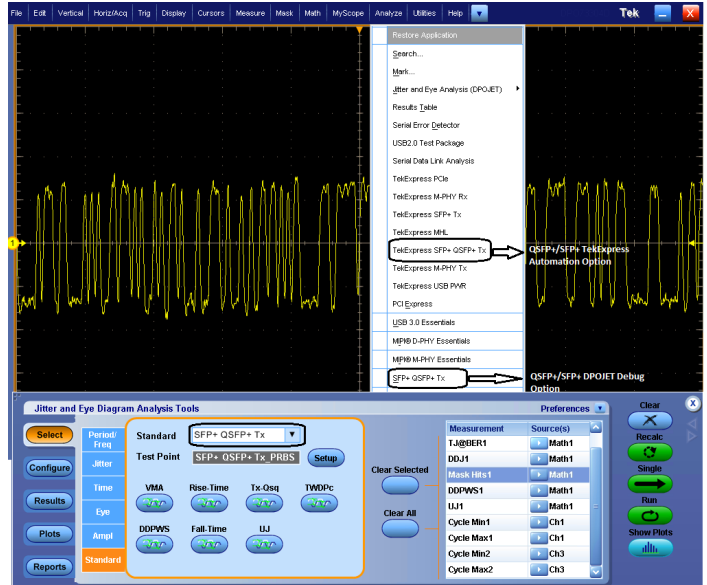 File Edit Vertical Horiz/Acq Trig Display Cursors Measure Mask Math MyScope Analyze Utilities Help Tek X
Restore Application
Search...
Mark...
Jitter and Eye Analysis (DPOJET)
Results Table
Serial Error Detector
USB2.0 Test Package
Serial Data Link Analysis
TekExpress PCIe
TekExpress M-PHY Rx
TekExpress SFP+ Tx
TekExpress MHL
TekExpress SFP+ QSFP+ Tx
QSFP+/SFP+ TekExpress
Automation Option
TekExpress M-PHY Tx
TekExpress USB PWR
PCI Express
USB 3.0 Essentials
MIPI® D-PHY Essentials
MIPI® M-PHY Essentials
SFP+ QSFP+ Tx
QSFP+/SFP+ DPOJET Debug
Option
1
Jitter and Eye Diagram Analysis Tools
Preferences
X
Select
Configure
Results
Plots
Reports
Period/
Freq
Jitter
Time
Eye
Ampl
Standard
Standard SFP+ QSFP+ Tx
Test Point SFP+ QSFP+ Tx_PRBS Setup
VMA Rise-Time Tx-Qsq TWDPc
DDPWS Fall-Time UJ
Clear Selected
Clear All
Measurement Source(s)
TJ@BER1 Math1
DDJ1 Math1
Mask Hits1 Math1
DDPWS1 Math1
UJ1 Math1
Cycle Min1 Ch1
Cycle Max1 Ch1
Cycle Min2 Ch3
Cycle Max2 Ch3
Clear
Recalc
Single
Run
Show Plots